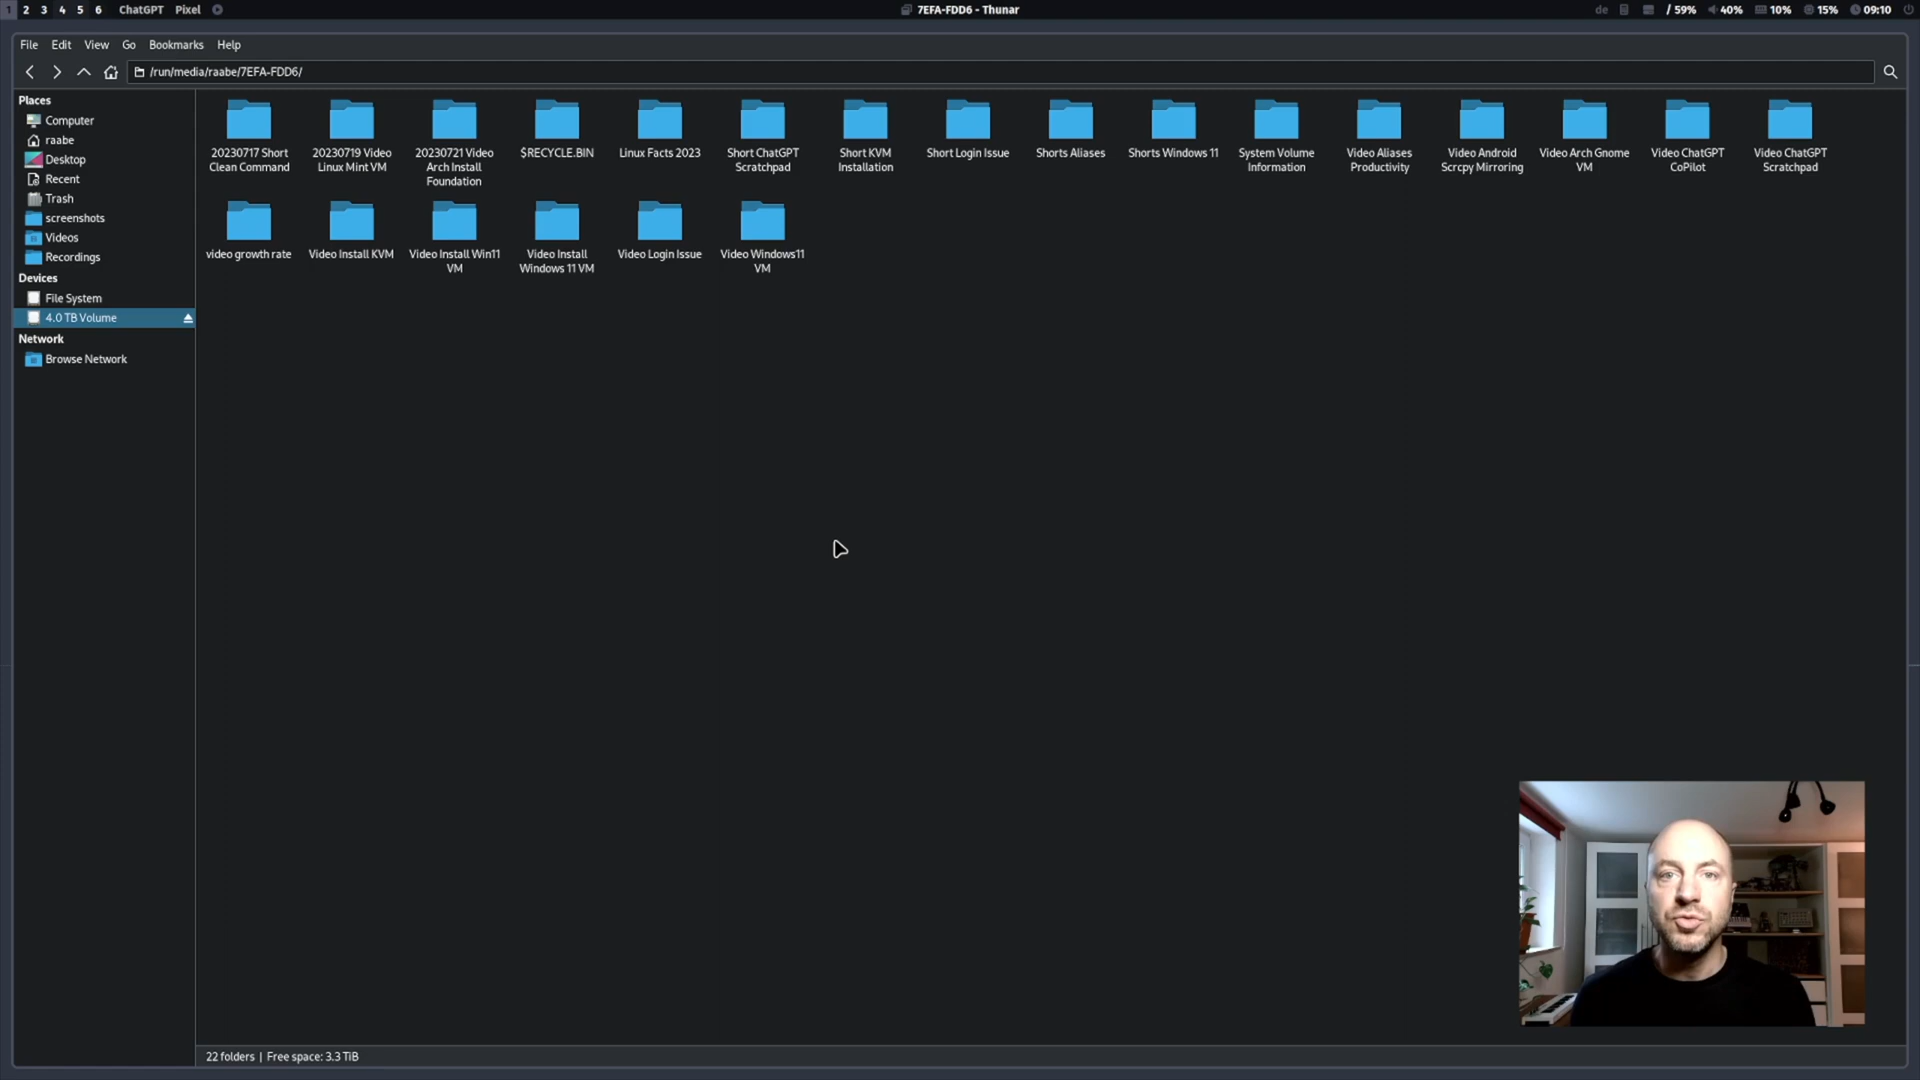 1 2 3 4 5 6 ChatGPT Pixel 7EFA-FDD6 - Thunar de / 59% 40% 10% 15% 09:10
File Edit View Go Bookmarks Help
/run/media/raabe/7EFA-FDD6/
Places
Computer
raabe
Desktop
Recent
Trash
screenshots
Videos
Recordings
Devices
File System
4.0 TB Volume
Network
Browse Network
20230717 Short
Clean Command
20230719 Video
Linux Mint VM
20230721 Video
Arch Install
Foundation
$RECYCLE.BIN
Linux Facts 2023
Short ChatGPT
Scratchpad
Short KVM
Installation
Short Login Issue
Shorts Aliases
Shorts Windows 11
System Volume
Information
Video Aliases
Productivity
Video Android
Scrcpy Mirroring
Video Arch Gnome
VM
Video ChatGPT
CoPilot
Video ChatGPT
Scratchpad
video growth rate
Video Install KVM
Video Install Win11
VM
Video Install
Windows 11 VM
Video Login Issue
Video Windows11
VM
22 folders | Free space: 3.3 TiB